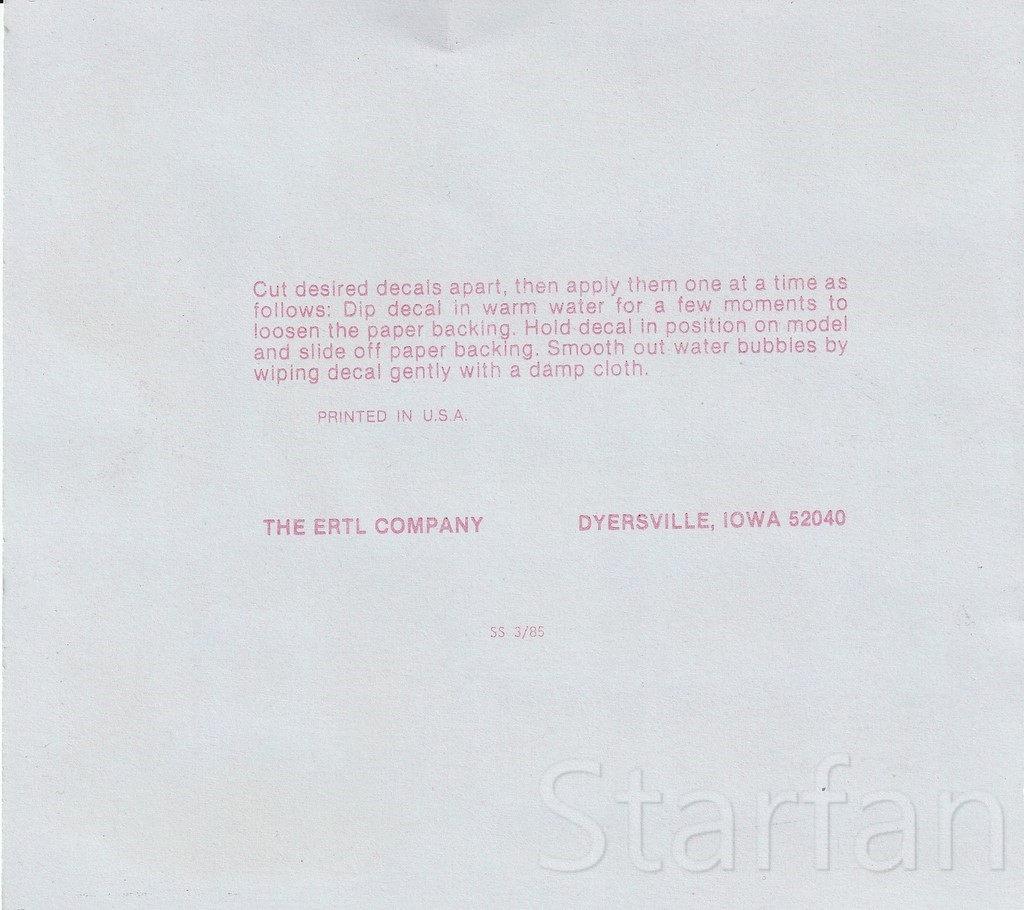 Cut desired decals apart, then apply them one at a time as
follows: Dip decal in warm water for a few moments to
loosen the paper backing. Hold decal in position on model
and slide off paper backing. Smooth out water bubbles by
wiping decal gently with a damp cloth.
PRINTED IN U.S.A.
THE ERTL COMPANY DYERSVILLE, IOWA 52040
SS 3/85
Starfan